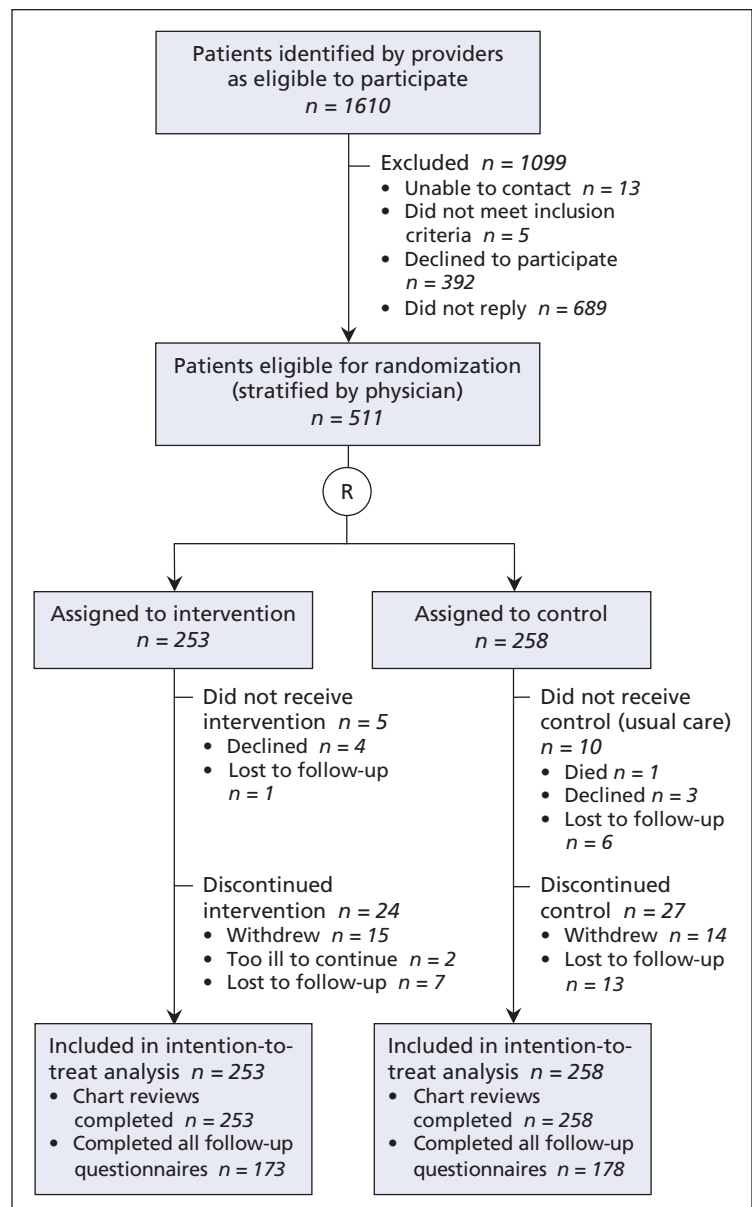 Patients identified by providers
as eligible to participate
n = 1610
Excluded n = 1099
• Unable to contact n = 13
• Did not meet inclusion
criteria n = 5
• Declined to participate
n = 392
• Did not reply n = 689
Patients eligible for randomization
(stratified by physician)
n = 511
R
Assigned to intervention
n = 253
Assigned to control
n = 258
Did not receive
intervention n = 5
• Declined n = 4
• Lost to follow-up
n = 1
Did not receive
control (usual care)
n = 10
• Died n = 1
• Declined n = 3
• Lost to follow-up
n = 6
Discontinued
intervention n = 24
• Withdrew n = 15
• Too ill to continue n = 2
• Lost to follow-up n = 7
Discontinued
control n = 27
• Withdrew n = 14
• Lost to follow-up
n = 13
Included in intention-to-
treat analysis n = 253
• Chart reviews
completed n = 253
• Completed all follow-up
questionnaires n = 173
Included in intention-to-
treat analysis n = 258
• Chart reviews
completed n = 258
• Completed all follow-up
questionnaires n = 178